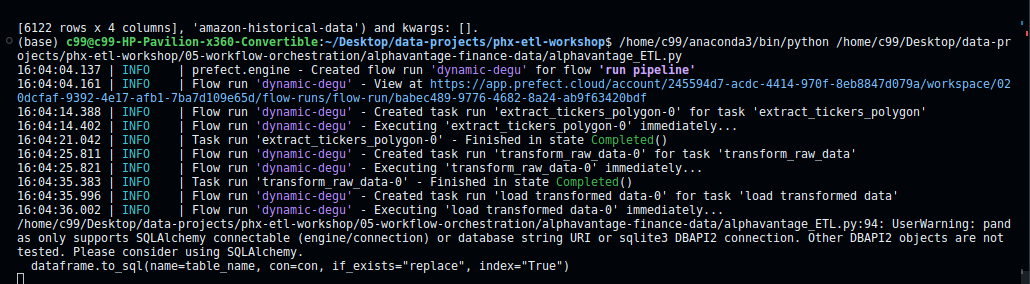 [6122 rows x 4 columns], 'amazon-historical-data') and kwargs: [].
(base) c99@c99-HP-Pavilion-x360-Convertible:~/Desktop/data-projects/phx-etl-workshop$ /home/c99/anaconda3/bin/python /home/c99/Desktop/data-pr
ojects/phx-etl-workshop/05-workflow-orchestration/alphavantage-finance-data/alphavantage_ETL.py
16:04:04.137 | INFO    | prefect.engine - Created flow run 'dynamic-degu' for flow 'run pipeline'
16:04:04.161 | INFO    | Flow run 'dynamic-degu' - View at https://app.prefect.cloud/account/245594d7-acdc-4414-970f-8eb8847d079a/workspace/02
0dcfaf-9392-4e17-afb1-7ba7d109e65d/flow-runs/flow-run/babec489-9776-4682-8a24-ab9f63420bdf
16:04:14.388 | INFO    | Flow run 'dynamic-degu' - Created task run 'extract_tickers_polygon-0' for task 'extract_tickers_polygon'
16:04:14.402 | INFO    | Flow run 'dynamic-degu' - Executing 'extract_tickers_polygon-0' immediately...
16:04:21.042 | INFO    | Task run 'extract_tickers_polygon-0' - Finished in state Completed()
16:04:25.811 | INFO    | Flow run 'dynamic-degu' - Created task run 'transform_raw_data-0' for task 'transform_raw_data'
16:04:25.821 | INFO    | Flow run 'dynamic-degu' - Executing 'transform_raw_data-0' immediately...
16:04:35.383 | INFO    | Task run 'transform_raw_data-0' - Finished in state Completed()
16:04:35.996 | INFO    | Flow run 'dynamic-degu' - Created task run 'load transformed data-0' for task 'load transformed data'
16:04:36.002 | INFO    | Flow run 'dynamic-degu' - Executing 'load transformed data-0' immediately...
/home/c99/Desktop/data-projects/phx-etl-workshop/05-workflow-orchestration/alphavantage-finance-data/alphavantage_ETL.py:94: UserWarning: pand
as only supports SQLAlchemy connectable (engine/connection) or database string URI or sqlite3 DBAPI2 connection. Other DBAPI2 objects are not
tested. Please consider using SQLAlchemy.
  dataframe.to_sql(name=table_name, con=con, if_exists="replace", index="True")